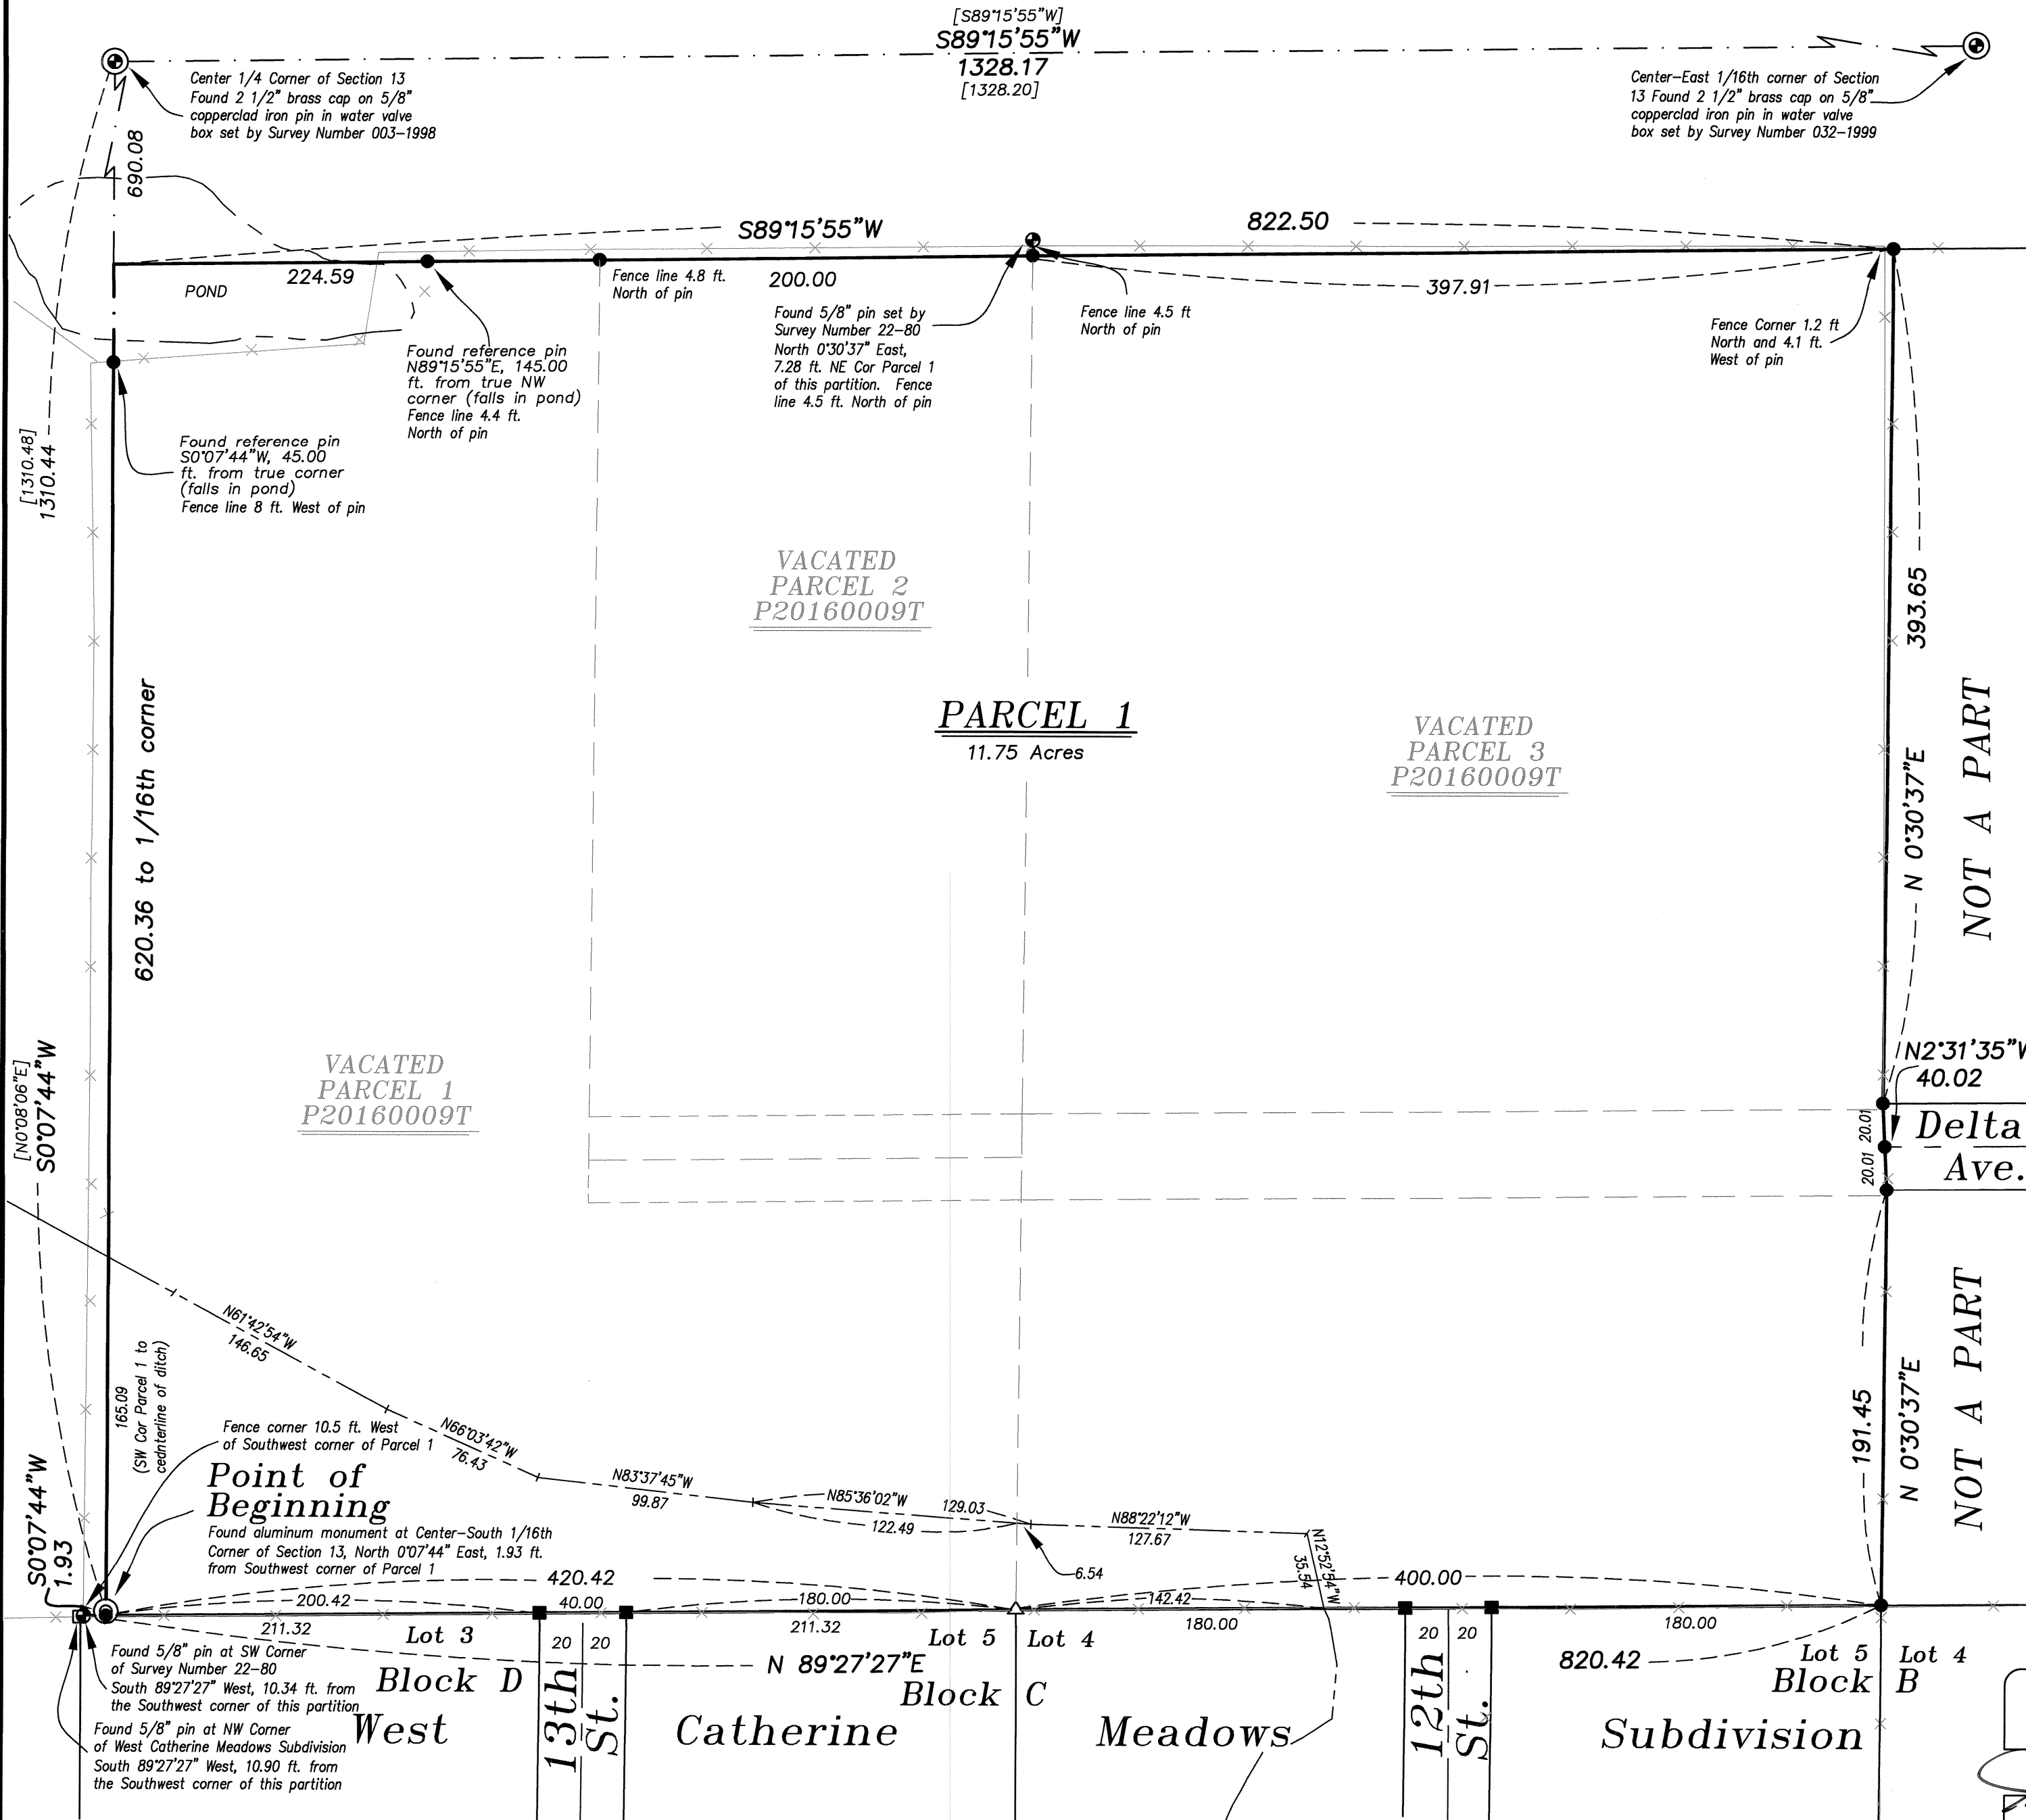 [S89°15'55"W]
S89°15'55"W
1328.17
[1328.20]
Center 1/4 Corner of Section 13
Found 2 1/2" brass cap on 5/8"
copperclad iron pin in water valve
box set by Survey Number 003-1998
Center-East 1/16th corner of Section
13 Found 2 1/2" brass cap on 5/8"
copperclad iron pin in water valve
box set by Survey Number 032-1999
690.08
S89°15'55"W
822.50
224.59
POND
Fence line 4.8 ft.
North of pin
200.00
397.91
Found 5/8" pin set by
Survey Number 22-80
North 0°30'37" East,
7.28 ft. NE Cor Parcel 1
of this partition. Fence
line 4.5 ft. North of pin
Fence line 4.5 ft
North of pin
Fence Corner 1.2 ft
North and 4.1 ft.
West of pin
Found reference pin
N89°15'55"E, 145.00
ft. from true NW
corner (falls in pond)
Fence line 4.4 ft.
North of pin
Found reference pin
S0°07'44"W, 45.00
ft. from true corner
(falls in pond)
Fence line 8 ft. West of pin
[1310.48]
1310.44
VACATED
PARCEL 2
P20160009T
393.65
PARCEL 1
11.75 Acres
VACATED
PARCEL 3
P20160009T
N 0°30'37"E
NOT A PART
620.36 to 1/16th corner
VACATED
PARCEL 1
P20160009T
[N0°08'06"E]
S0°07'44"W
N2°31'35"W
40.02
20.01
20.01
Delta
Ave.
N61°42'54"W
146.65
165.09
(SW Cor Parcel 1 to
cednterline of ditch)
N66°03'42"W
76.43
N83°37'45"W
99.87
N85°36'02"W
129.03
122.49
N88°22'12"W
127.67
N12°52'54"W
35.54
6.54
191.45
N 0°30'37"E
NOT A PART
Fence corner 10.5 ft. West
of Southwest corner of Parcel 1
Point of
Beginning
Found aluminum monument at Center-South 1/16th
Corner of Section 13, North 0°07'44" East, 1.93 ft.
from Southwest corner of Parcel 1
S0°07'44"W
1.93
420.42
400.00
200.42
40.00
180.00
142.42
211.32
Lot 3
20
20
211.32
Lot 5
Lot 4
180.00
20
20
180.00
Lot 5
Lot 4
Found 5/8" pin at SW Corner
of Survey Number 22-80
South 89°27'27" West, 10.34 ft. from
the Southwest corner of this partition
N 89°27'27"E
820.42
Block D
Block C
Block B
Found 5/8" pin at NW Corner
of West Catherine Meadows Subdivision
South 89°27'27" West, 10.90 ft. from
the Southwest corner of this partition
13th
St.
12th
St.
West Catherine Meadows Subdivision